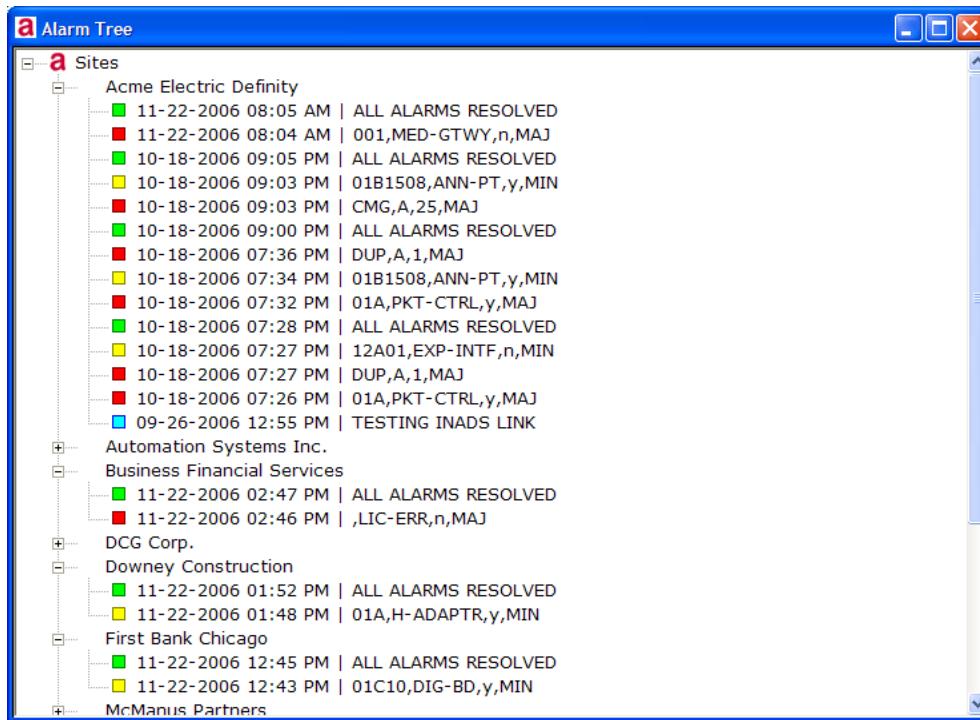 a Alarm Tree
a Sites
Acme Electric Definity
11-22-2006 08:05 AM | ALL ALARMS RESOLVED
11-22-2006 08:04 AM | 001,MED-GTWY,n,MAJ
10-18-2006 09:05 PM | ALL ALARMS RESOLVED
10-18-2006 09:03 PM | 01B1508,ANN-PT,y,MIN
10-18-2006 09:03 PM | CMG,A,25,MAJ
10-18-2006 09:00 PM | ALL ALARMS RESOLVED
10-18-2006 07:36 PM | DUP,A,1,MAJ
10-18-2006 07:34 PM | 01B1508,ANN-PT,y,MIN
10-18-2006 07:32 PM | 01A,PKT-CTRL,y,MAJ
10-18-2006 07:28 PM | ALL ALARMS RESOLVED
10-18-2006 07:27 PM | 12A01,EXP-INTF,n,MIN
10-18-2006 07:27 PM | DUP,A,1,MAJ
10-18-2006 07:26 PM | 01A,PKT-CTRL,y,MAJ
09-26-2006 12:55 PM | TESTING INADS LINK
Automation Systems Inc.
Business Financial Services
11-22-2006 02:47 PM | ALL ALARMS RESOLVED
11-22-2006 02:46 PM | ,LIC-ERR,n,MAJ
DCG Corp.
Downey Construction
11-22-2006 01:52 PM | ALL ALARMS RESOLVED
11-22-2006 01:48 PM | 01A,H-ADAPTR,y,MIN
First Bank Chicago
11-22-2006 12:45 PM | ALL ALARMS RESOLVED
11-22-2006 12:43 PM | 01C10,DIG-BD,y,MIN
McManus Partners